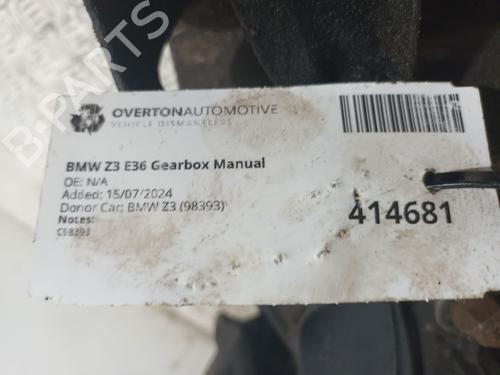 B-PARTS
OVERTONAUTOMOTIVE
VEHICLE DISMANTLERS
BMW Z3 E36 Gearbox Manual
OE: N/A
Added: 15/07/2024
Donor Car: BMW Z3 (98393)
Notes:
C98393
414681